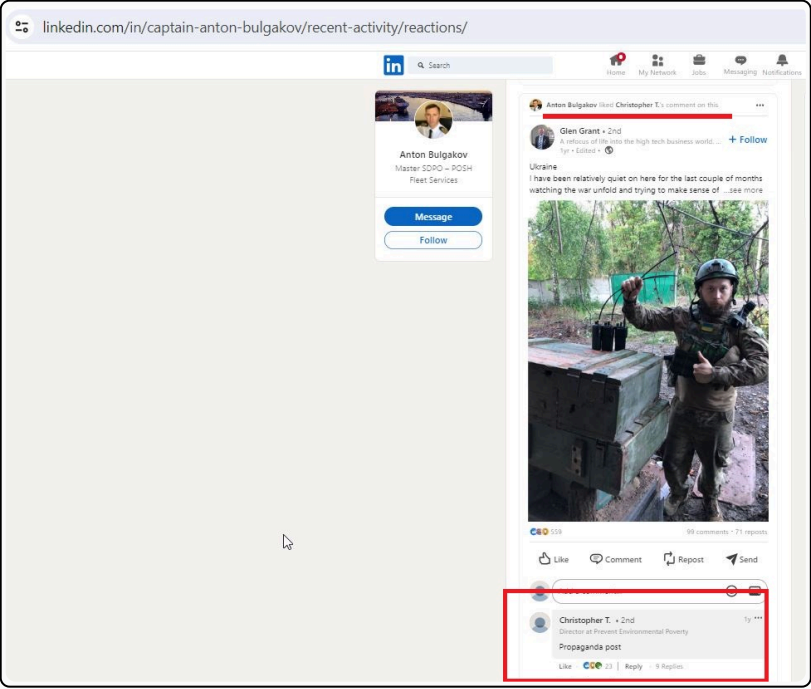 linkedin.com/in/captain-anton-bulgakov/recent-activity/reactions/
in
Search
Home
My Network
Jobs
Messaging
Notifications
Anton Bulgakov
Master SDPO – POSH
Fleet Services
Message
Follow
Anton Bulgakov liked Christopher T.'s comment on this
Glen Grant • 2nd
A refocus of life into the high tech business world. ...
1yr • Edited •
+ Follow
Ukraine
I have been relatively quiet on here for the last couple of months
watching the war unfold and trying to make sense of ...see more
559
99 comments • 71 reposts
Like
Comment
Repost
Send
Christopher T. • 2nd
1y
Director at Prevent Environmental Poverty
Propaganda post
Like · 23 | Reply · 9 Replies